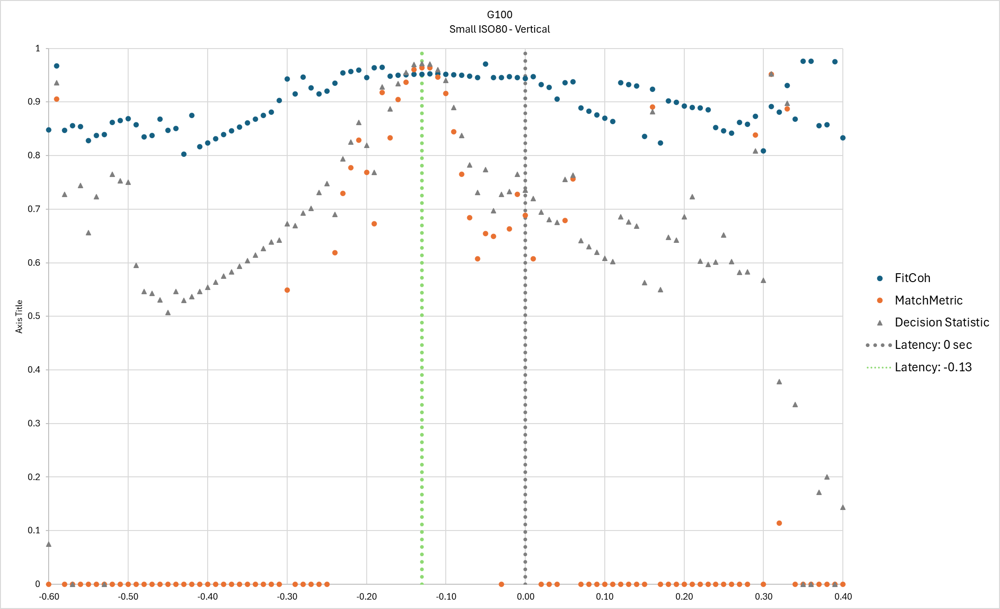 G100
Small ISO80 - Vertical
1
0.9
0.8
0.7
0.6
0.5
0.4
0.3
0.2
0.1
0
Axis Title
-0.60 -0.50 -0.40 -0.30 -0.20 -0.10 0.00 0.10 0.20 0.30 0.40
FitCoh
MatchMetric
Decision Statistic
Latency: 0 sec
Latency: -0.13